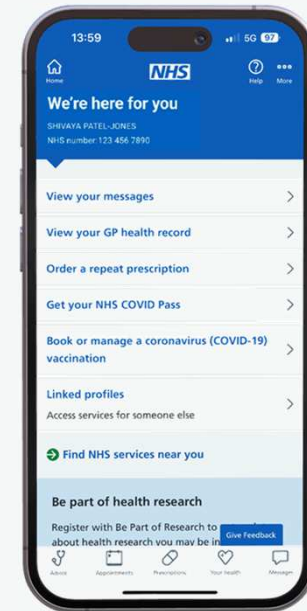 13:59
5G 97
NHS
Home
Help
More
We're here for you
SHIVAYA PATEL-JONES
NHS number: 123 456 7890
View your messages
View your GP health record
Order a repeat prescription
Get your NHS COVID Pass
Book or manage a coronavirus (COVID-19)
vaccination
Linked profiles
Access services for someone else
Find NHS services near you
Be part of health research
Register with Be Part of Research to
about health research you may be in
Give Feedback
Advice
Appointments
Prescriptions
Your health
Messages